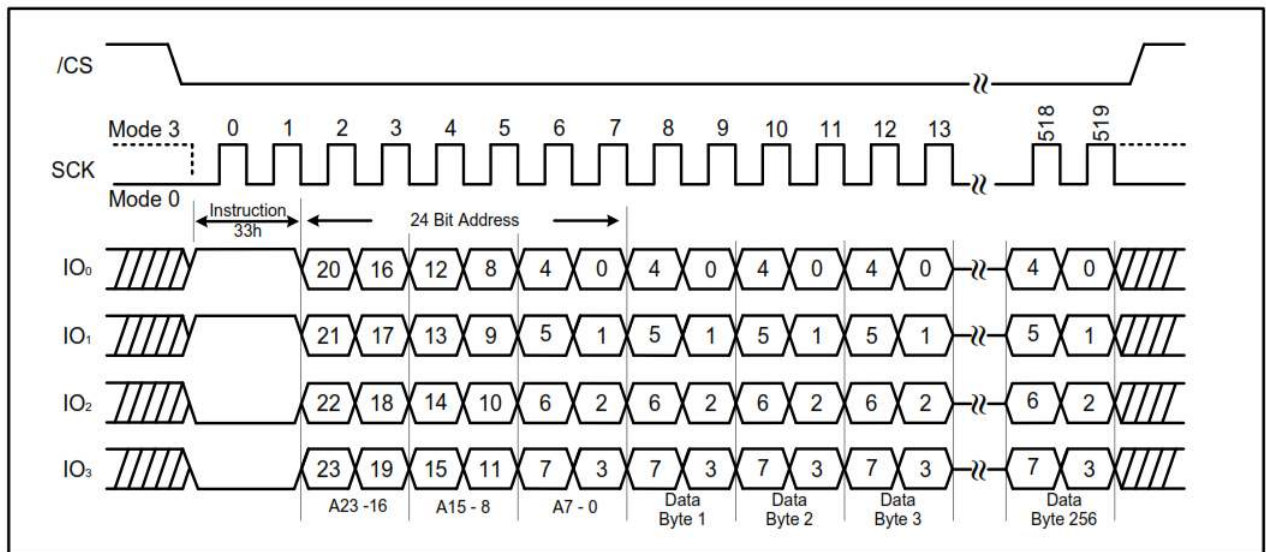 /CS
Mode 3 0 1 2 3 4 5 6 7 8 9 10 11 12 13 518 519
SCK
Mode 0
Instruction
33h
24 Bit Address
IO₀ 20 16 12 8 4 0 4 0 4 0 4 0 4 0
IO₁ 21 17 13 9 5 1 5 1 5 1 5 1 5 1
IO₂ 22 18 14 10 6 2 6 2 6 2 6 2 6 2
IO₃ 23 19 15 11 7 3 7 3 7 3 7 3 7 3
A23 -16 A15 - 8 A7 - 0 Data Data Data Data
Byte 1 Byte 2 Byte 3 Byte 256